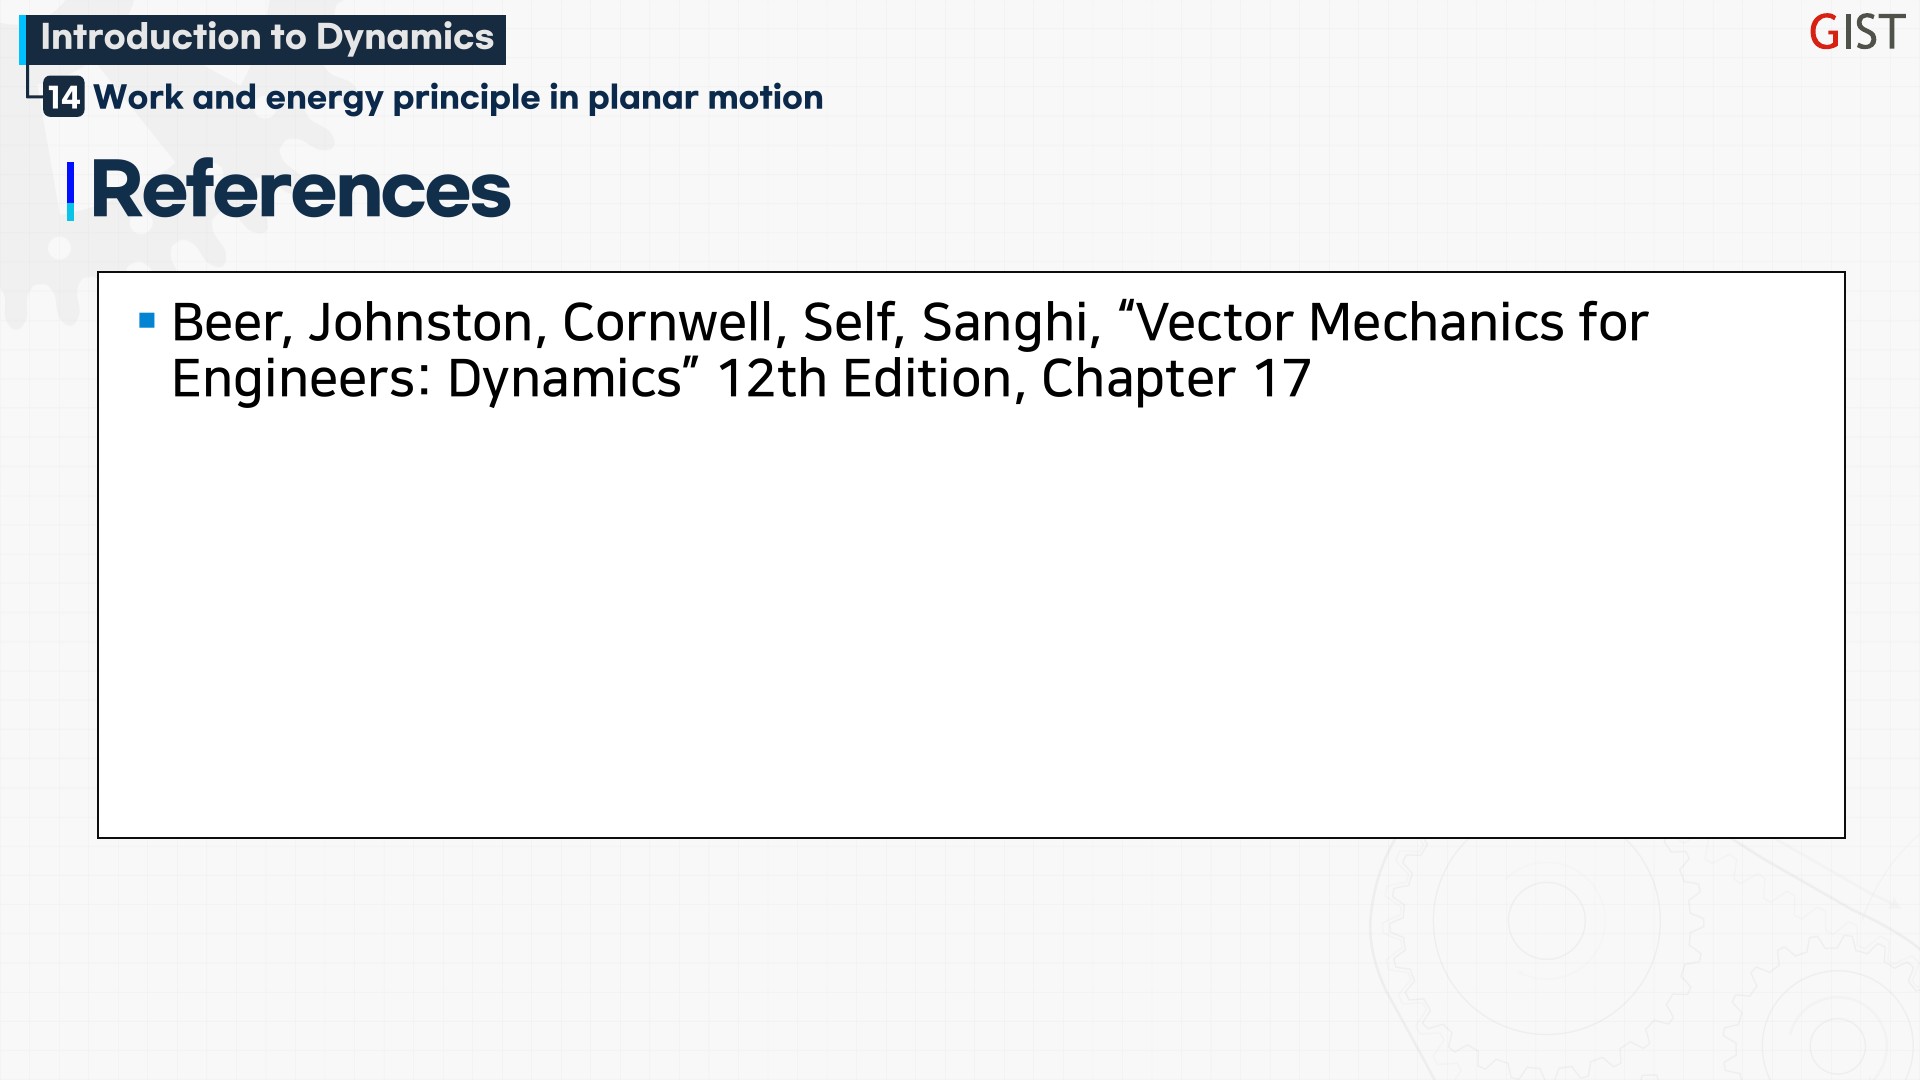 Introduction to Dynamics
GIST
14 Work and energy principle in planar motion
References
▪ Beer, Johnston, Cornwell, Self, Sanghi, “Vector Mechanics for
Engineers: Dynamics” 12th Edition, Chapter 17